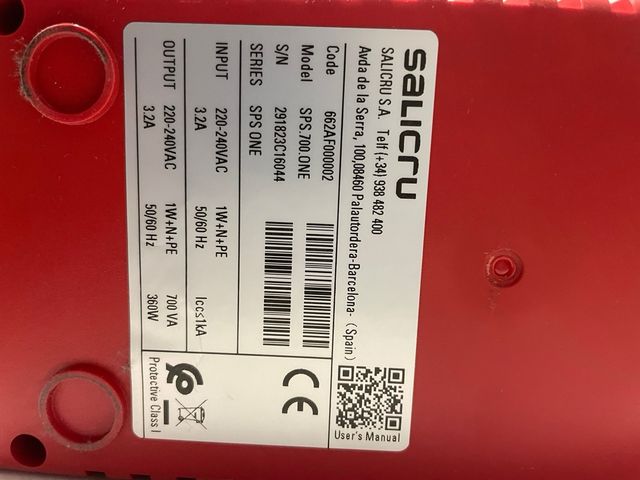 SALICRU
SALICRU S.A. Telf (+34) 938 482 400
Avda de la Serra, 100,08460 Palautordera-Barcelona- (Spain)
Code 662AF000002
Model SPS.700.ONE
S/N 291823C16044
SERIES SPS ONE
INPUT 220-240VAC 1W+N+PE Icc≤1kA
3.2A 50/60 Hz
OUTPUT 220-240VAC 1W+N+PE 700 VA
3.2A 50/60 Hz 360W
User's Manual
CE
Protective Class I